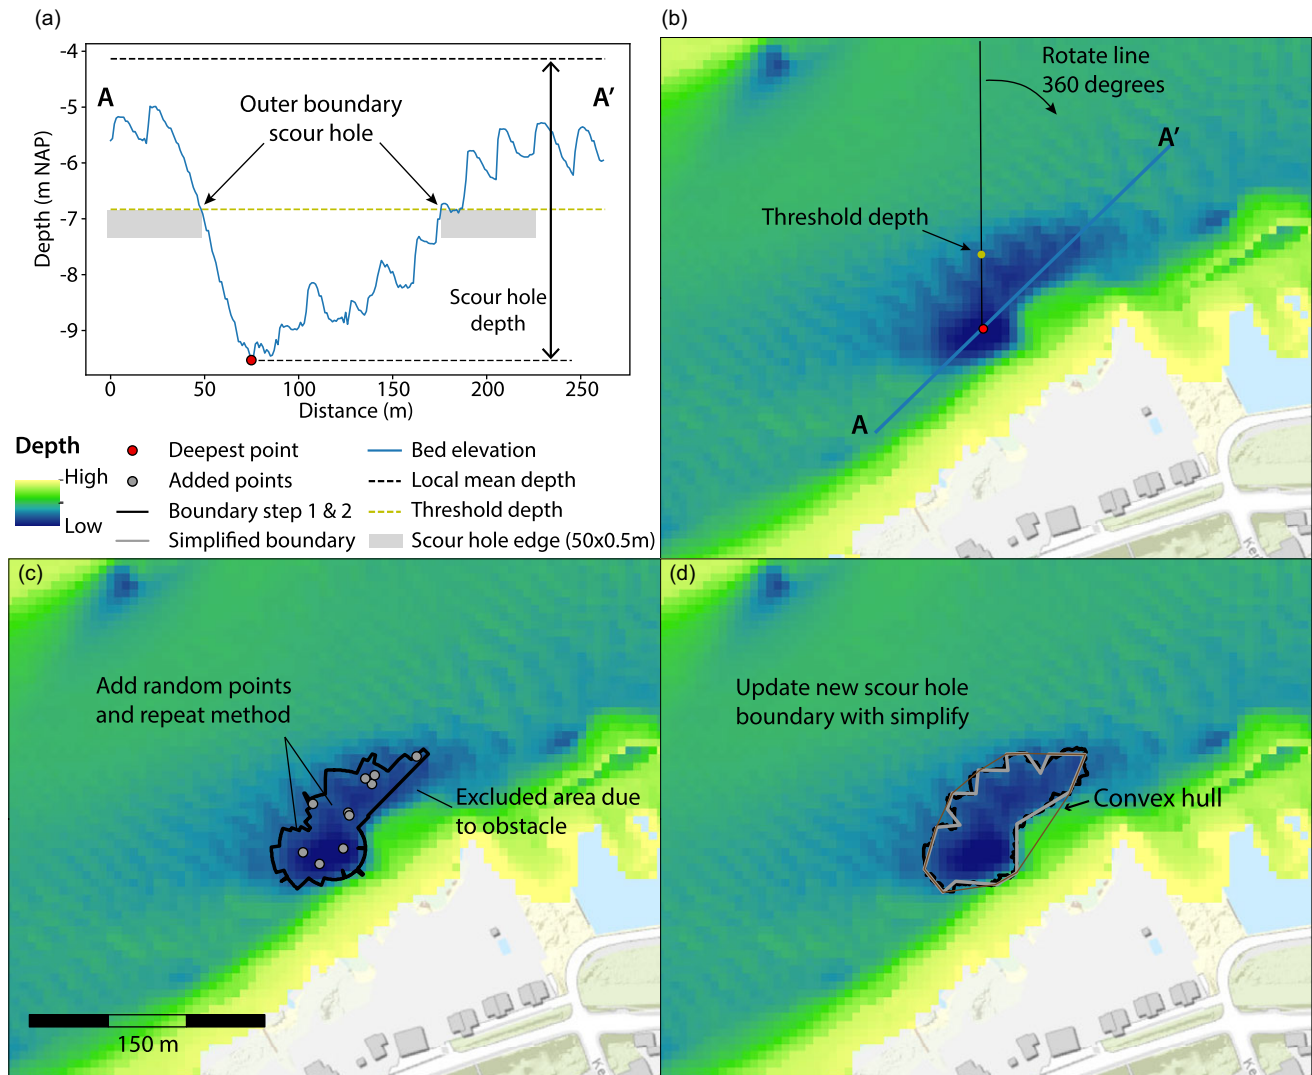 (a)
-4
-5
-6
-7
-8
-9
Depth (m NAP)
A
A'
Outer boundary
scour hole
Scour hole
depth
0
50
100
150
200
250
Distance (m)
Depth
High
Low
Deepest point
Added points
Boundary step 1 & 2
Simplified boundary
Bed elevation
Local mean depth
Threshold depth
Scour hole edge (50x0.5m)
(b)
Rotate line
360 degrees
A'
Threshold depth
A
(c)
Add random points
and repeat method
Excluded area due
to obstacle
150 m
(d)
Update new scour hole
boundary with simplify
Convex hull